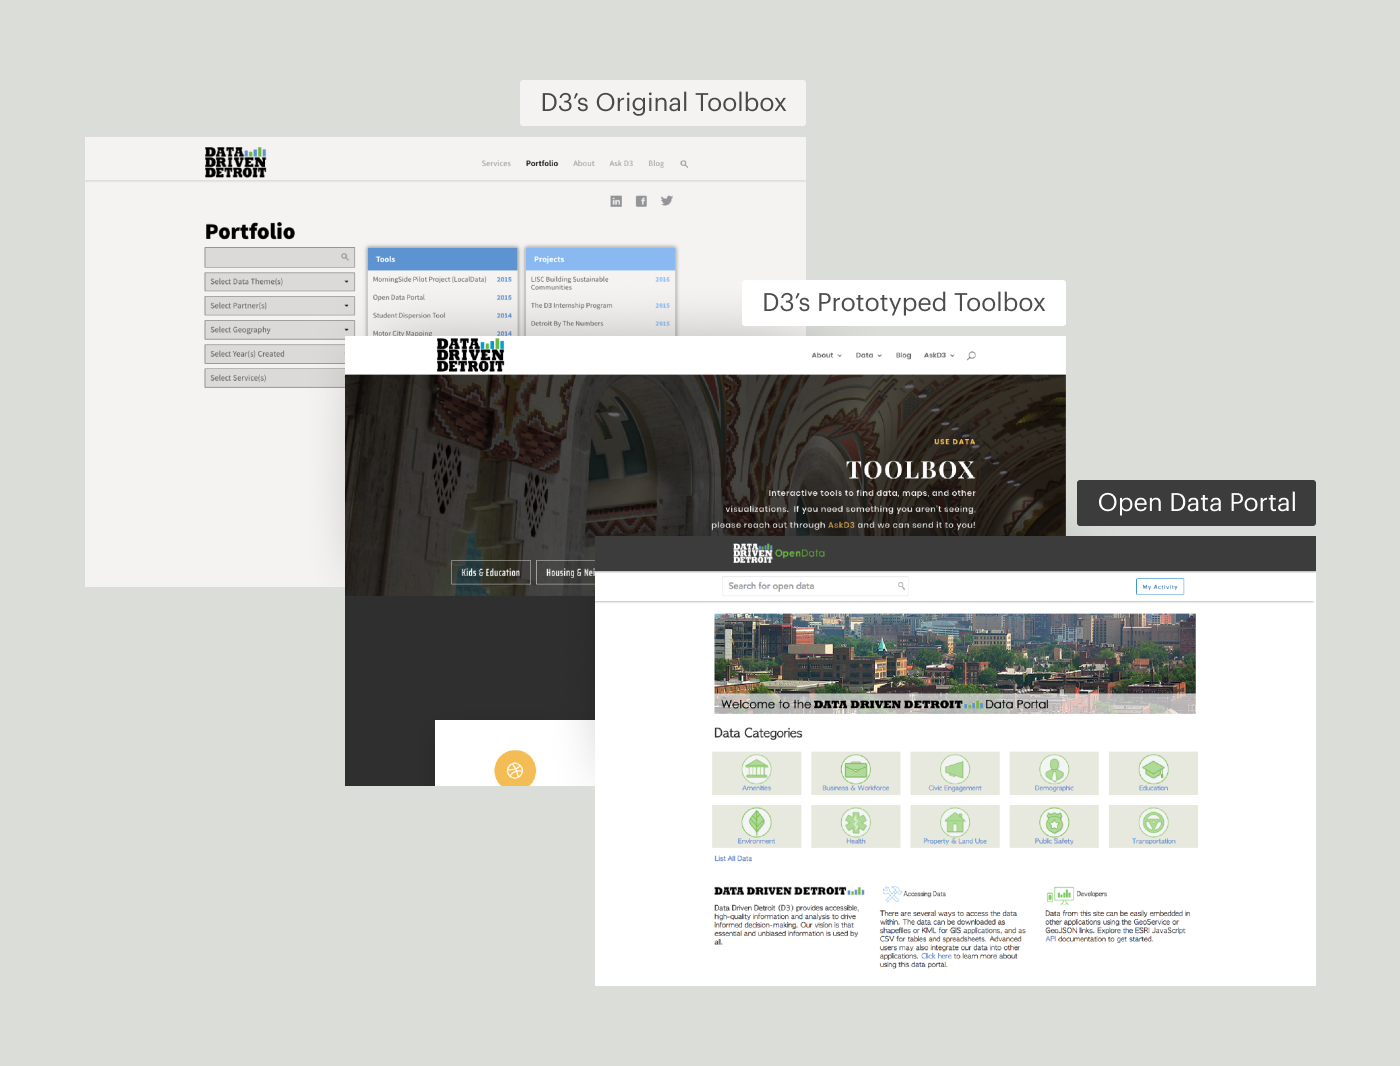 D3’s Original Toolbox
DATA
DRIVEN
DETROIT
Services Portfolio About Ask D3 Blog
Portfolio
Select Data Theme(s)
Select Partner(s)
Select Geography
Select Year(s) Created
Select Service(s)
Tools
MorningSide Pilot Project (LocalData) 2015
Open Data Portal 2015
Student Dispersion Tool 2014
Motor City Mapping 2014
Projects
LISC Building Sustainable 2016
Communities
The D3 Internship Program 2015
Detroit By The Numbers 2015
D3’s Prototyped Toolbox
DATA
DRIVEN
DETROIT
About Data Blog AskD3
USE DATA
TOOLBOX
Interactive tools to find data, maps, and other
visualizations. If you need something you aren't seeing,
please reach out through AskD3 and we can send it to you!
Kids & Education
Housing & Nei
Open Data Portal
DATA
DRIVEN
DETROIT OpenData
Search for open data
My Activity
Welcome to the DATA DRIVEN DETROIT Data Portal
Data Categories
Amenities
Business & Workforce
Civic Engagement
Demographic
Education
Environment
Health
Property & Land Use
Public Safety
Transportation
List All Data
DATA DRIVEN DETROIT
Data Driven Detroit (D3) provides accessible,
high-quality information and analysis to drive
informed decision-making. Our vision is that
essential and unbiased information is used by
all.
Accessing Data
There are several ways to access the data
within. The data can be downloaded as
shapefiles or KML for GIS applications, and as
CSV for tables and spreadsheets. Advanced
users may also integrate our data into other
applications. Click here to learn more about
using this data portal.
Developers
Data from this site can be easily embedded in
other applications using the GeoService or
GeoJSON links. Explore the ESRI JavaScript
API documentation to get started.